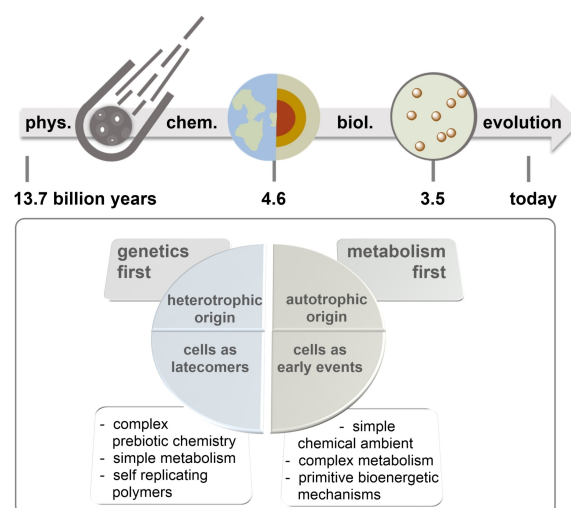 phys. chem. biol. evolution
13.7 billion years 4.6 3.5 today
genetics
first
metabolism
first
heterotrophic
origin
autotrophic
origin
cells as
latecomers
cells as
early events
- complex
prebiotic chemistry
- simple metabolism
- self replicating
polymers
- simple
chemical ambient
- complex metabolism
- primitive bioenergetic
mechanisms